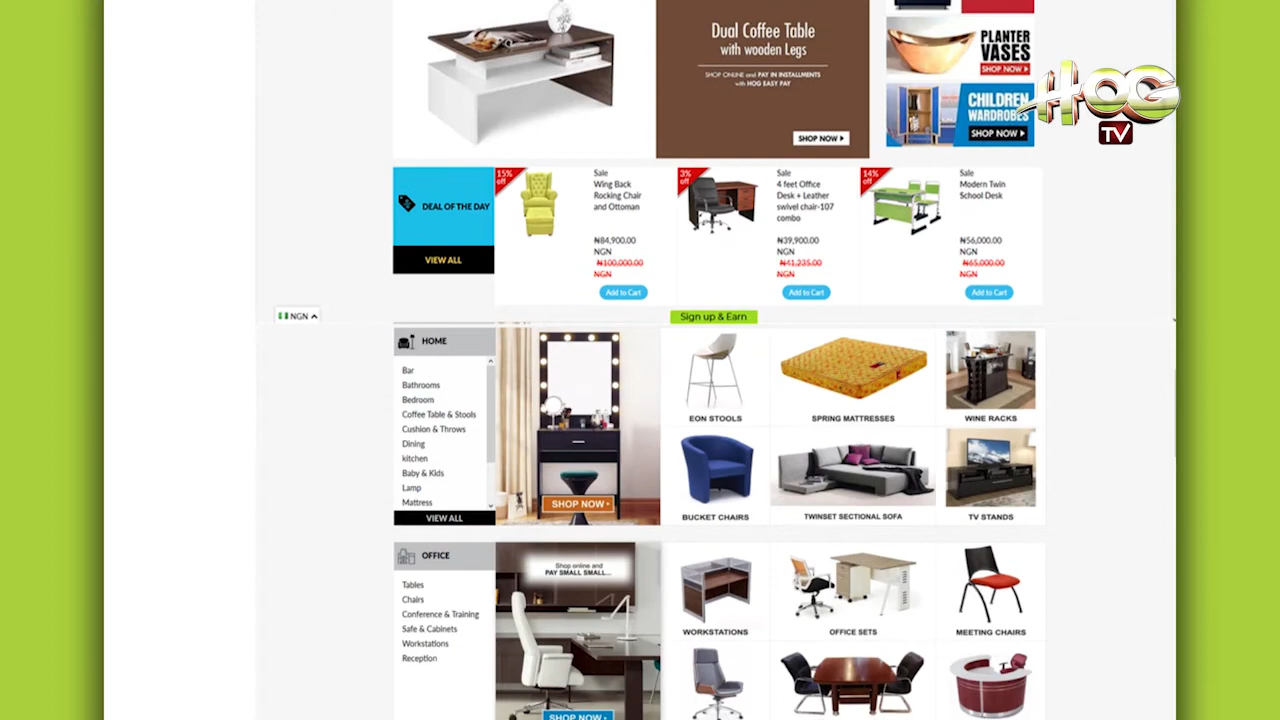 Dual Coffee Table
with wooden Legs
SHOP ONLINE and PAY IN INSTALLMENTS
with HOG EASY PAY
SHOP NOW
PLANTER
VASES
SHOP NOW
CHILDREN
WARDROBES
SHOP NOW
HOG
TV
DEAL OF THE DAY
VIEW ALL
15%
off
Sale
Wing Back
Rocking Chair
and Ottoman
₦84,900.00
NGN
₦100,000.00
NGN
Add to Cart
3%
off
Sale
4 feet Office
Desk + Leather
swivel chair-107
combo
₦39,900.00
NGN
₦41,235.00
NGN
Add to Cart
14%
off
Sale
Modern Twin
School Desk
₦56,000.00
NGN
₦65,000.00
NGN
Add to Cart
NGN
Sign up & Earn
HOME
Bar
Bathrooms
Bedroom
Coffee Table & Stools
Cushion & Throws
Dining
kitchen
Baby & Kids
Lamp
Mattress
VIEW ALL
SHOP NOW
EON STOOLS
SPRING MATTRESSES
WINE RACKS
BUCKET CHAIRS
TWINSET SECTIONAL SOFA
TV STANDS
OFFICE
Tables
Chairs
Conference & Training
Safe & Cabinets
Workstations
Reception
Shop online and
PAY SMALL SMALL...
SHOP NOW
WORKSTATIONS
OFFICE SETS
MEETING CHAIRS